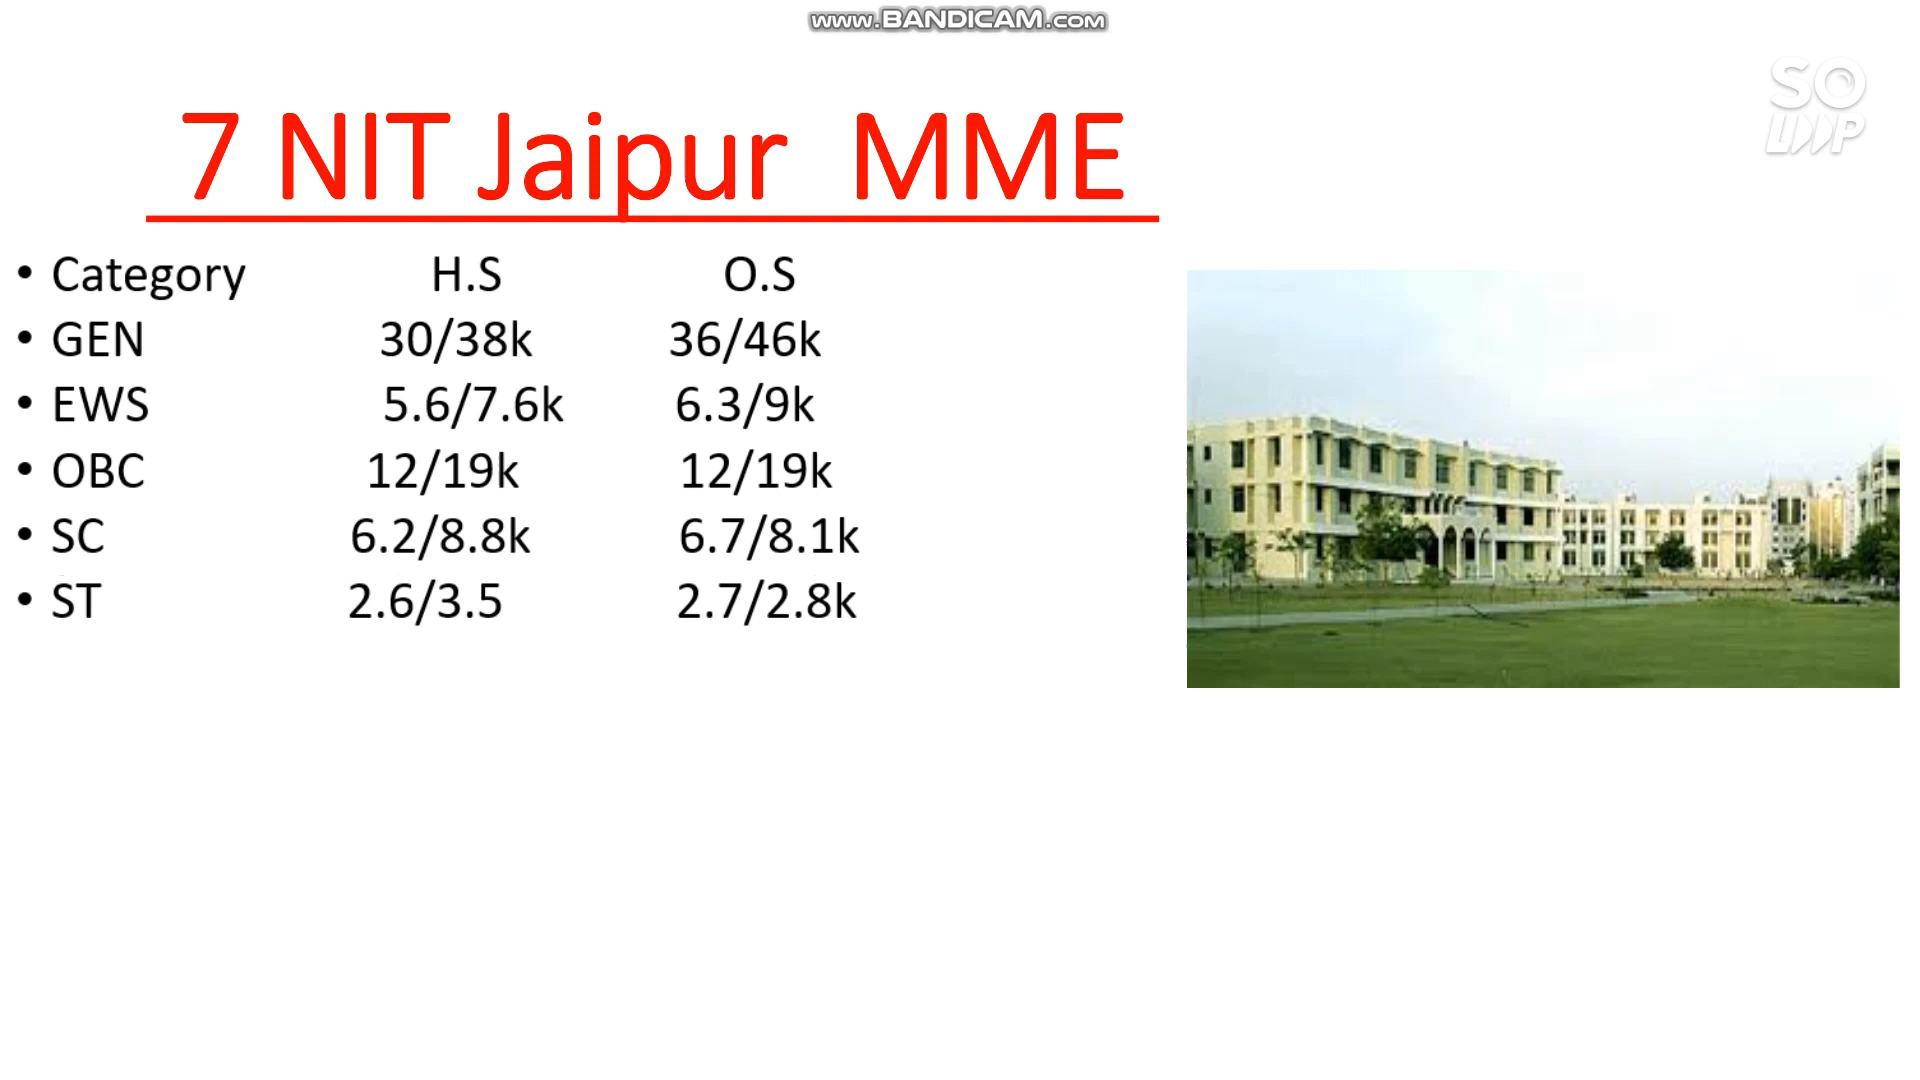 www.BANDICAM.com
SO
LOOP
7 NIT Jaipur MME
• Category H.S O.S
• GEN 30/38k 36/46k
• EWS 5.6/7.6k 6.3/9k
• OBC 12/19k 12/19k
• SC 6.2/8.8k 6.7/8.1k
• ST 2.6/3.5 2.7/2.8k